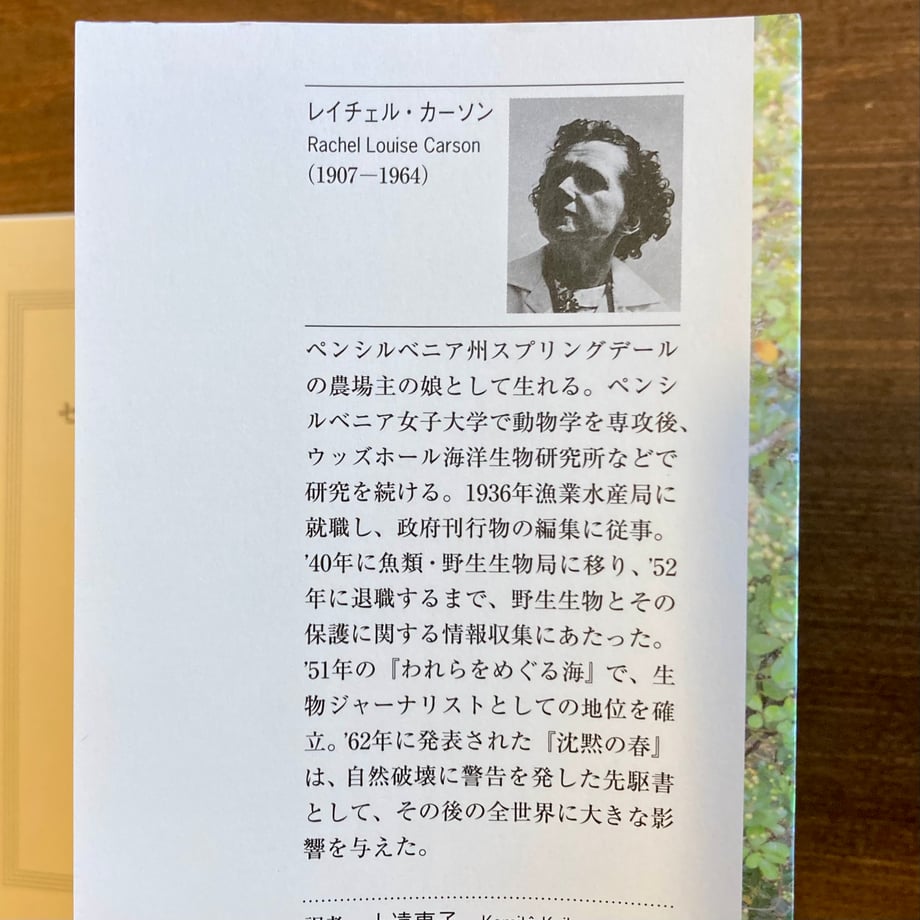 レイチェル・カーソン
Rachel Louise Carson
(1907―1964)
ペンシルベニア州スプリングデール
の農場主の娘として生れる。ペンシ
ルベニア女子大学で動物学を専攻後、
ウッズホール海洋生物研究所などで
研究を続ける。1936年漁業水産局に
就職し、政府刊行物の編集に従事。
'40年に魚類・野生生物局に移り、'52
年に退職するまで、野生生物とその
保護に関する情報収集にあたった。
'51年の『われらをめぐる海』で、生
物ジャーナリストとしての地位を確
立。'62年に発表された『沈黙の春』
は、自然破壊に警告を発した先駆書
として、その後の全世界に大きな影
響を与えた。